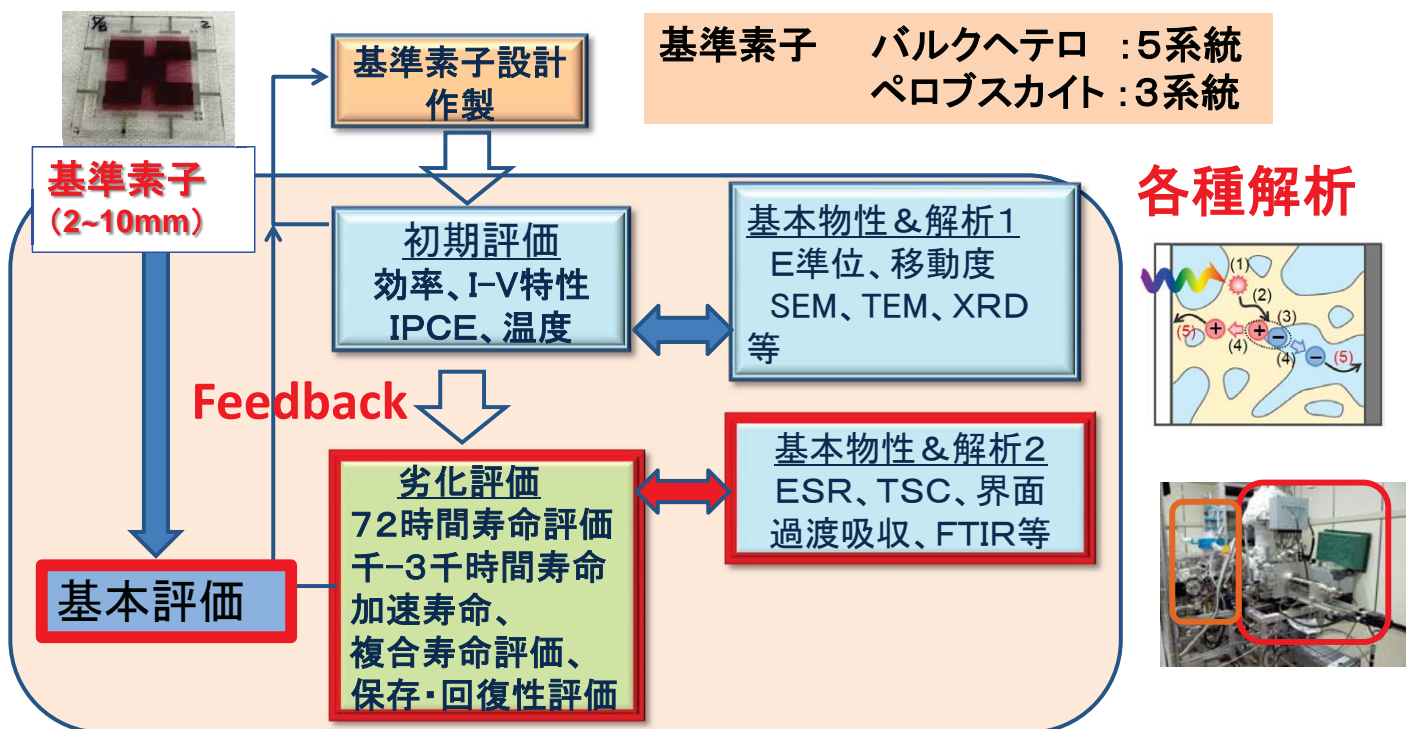 基準素子設計
作製
基準素子 バルクヘテロ :5系統
ペロブスカイト :3系統
基準素子
(2~10mm)
初期評価
効率、I-V特性
IPCE、温度
基本物性&解析1
E準位、移動度
SEM、TEM、XRD
等
各種解析
(1)
(2)
(3)
(5)
+
+
−
(4)
(4)
−
(5)
Feedback
劣化評価
72時間寿命評価
千-3千時間寿命
加速寿命、
複合寿命評価、
保存・回復性評価
基本物性&解析2
ESR、TSC、界面
過渡吸収、FTIR等
基本評価